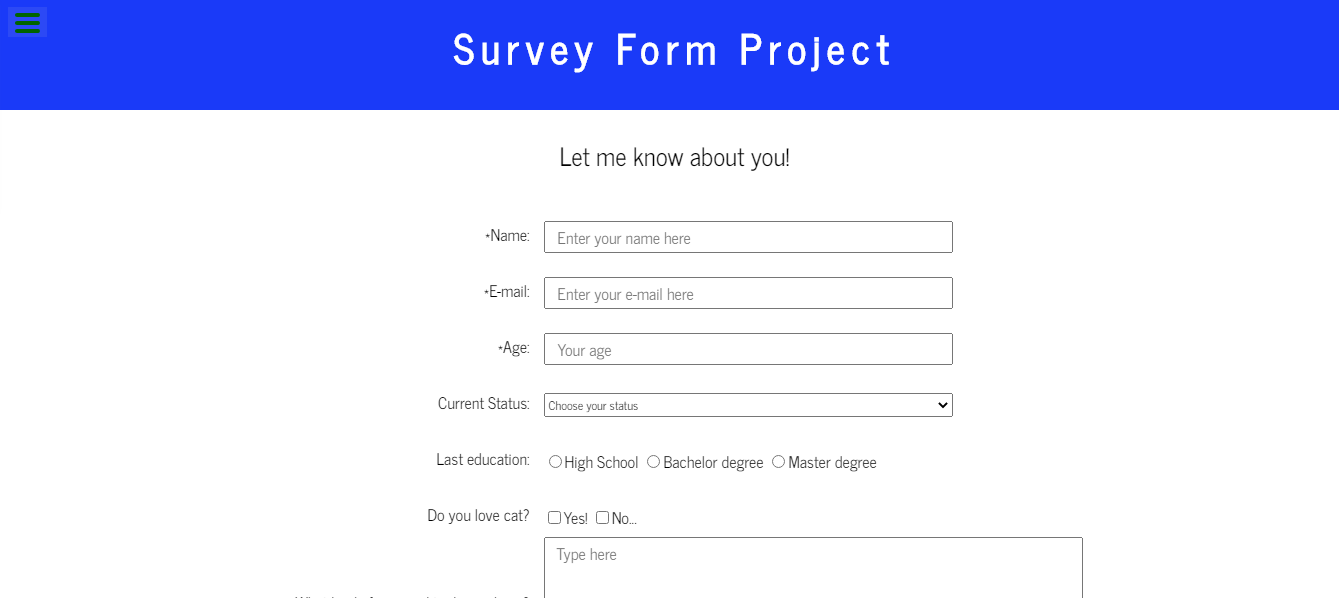 Survey Form Project
Let me know about you!
*Name: Enter your name here
*E-mail: Enter your e-mail here
*Age: Your age
Current Status: Choose your status
Last education: High School Bachelor degree Master degree
Do you love cat? Yes! No...
Type here